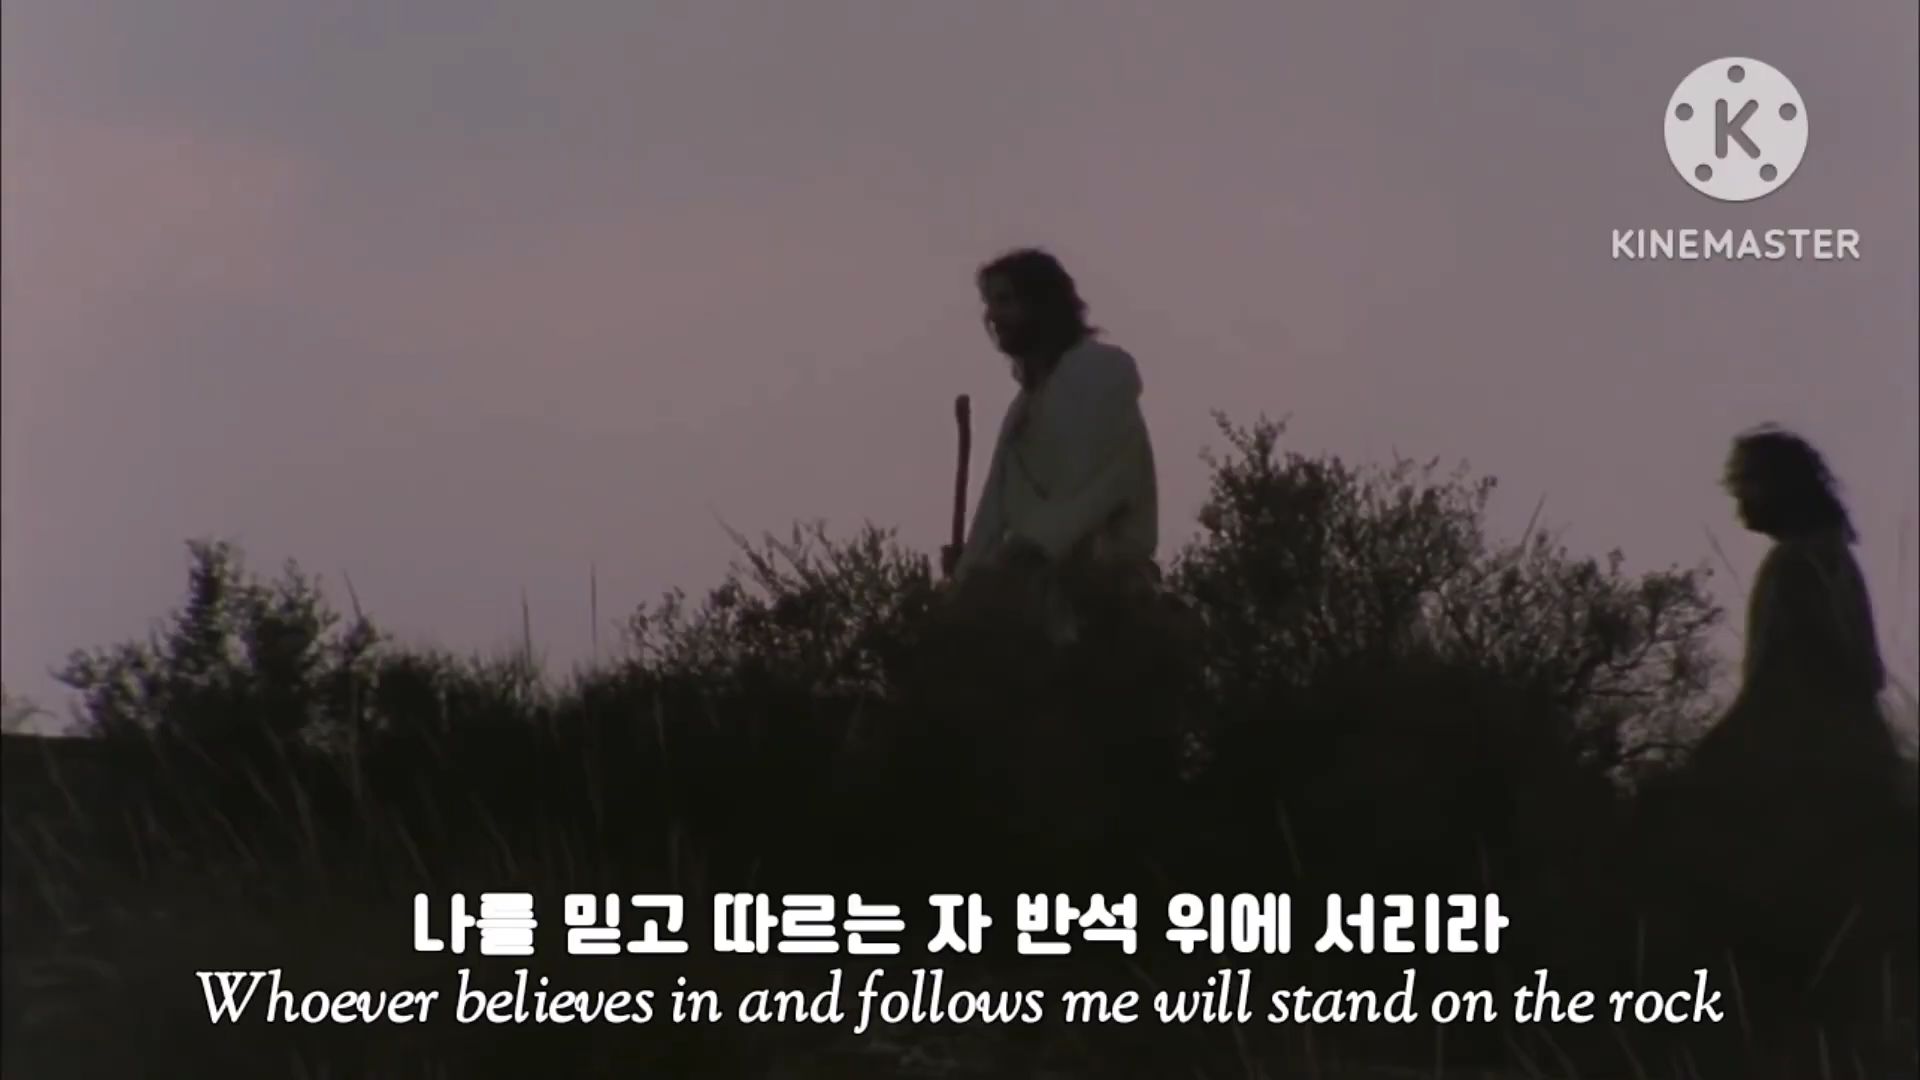 K
KINEMASTER
나를 믿고 따르는 자 반석 위에 서리라
Whoever believes in and follows me will stand on the rock